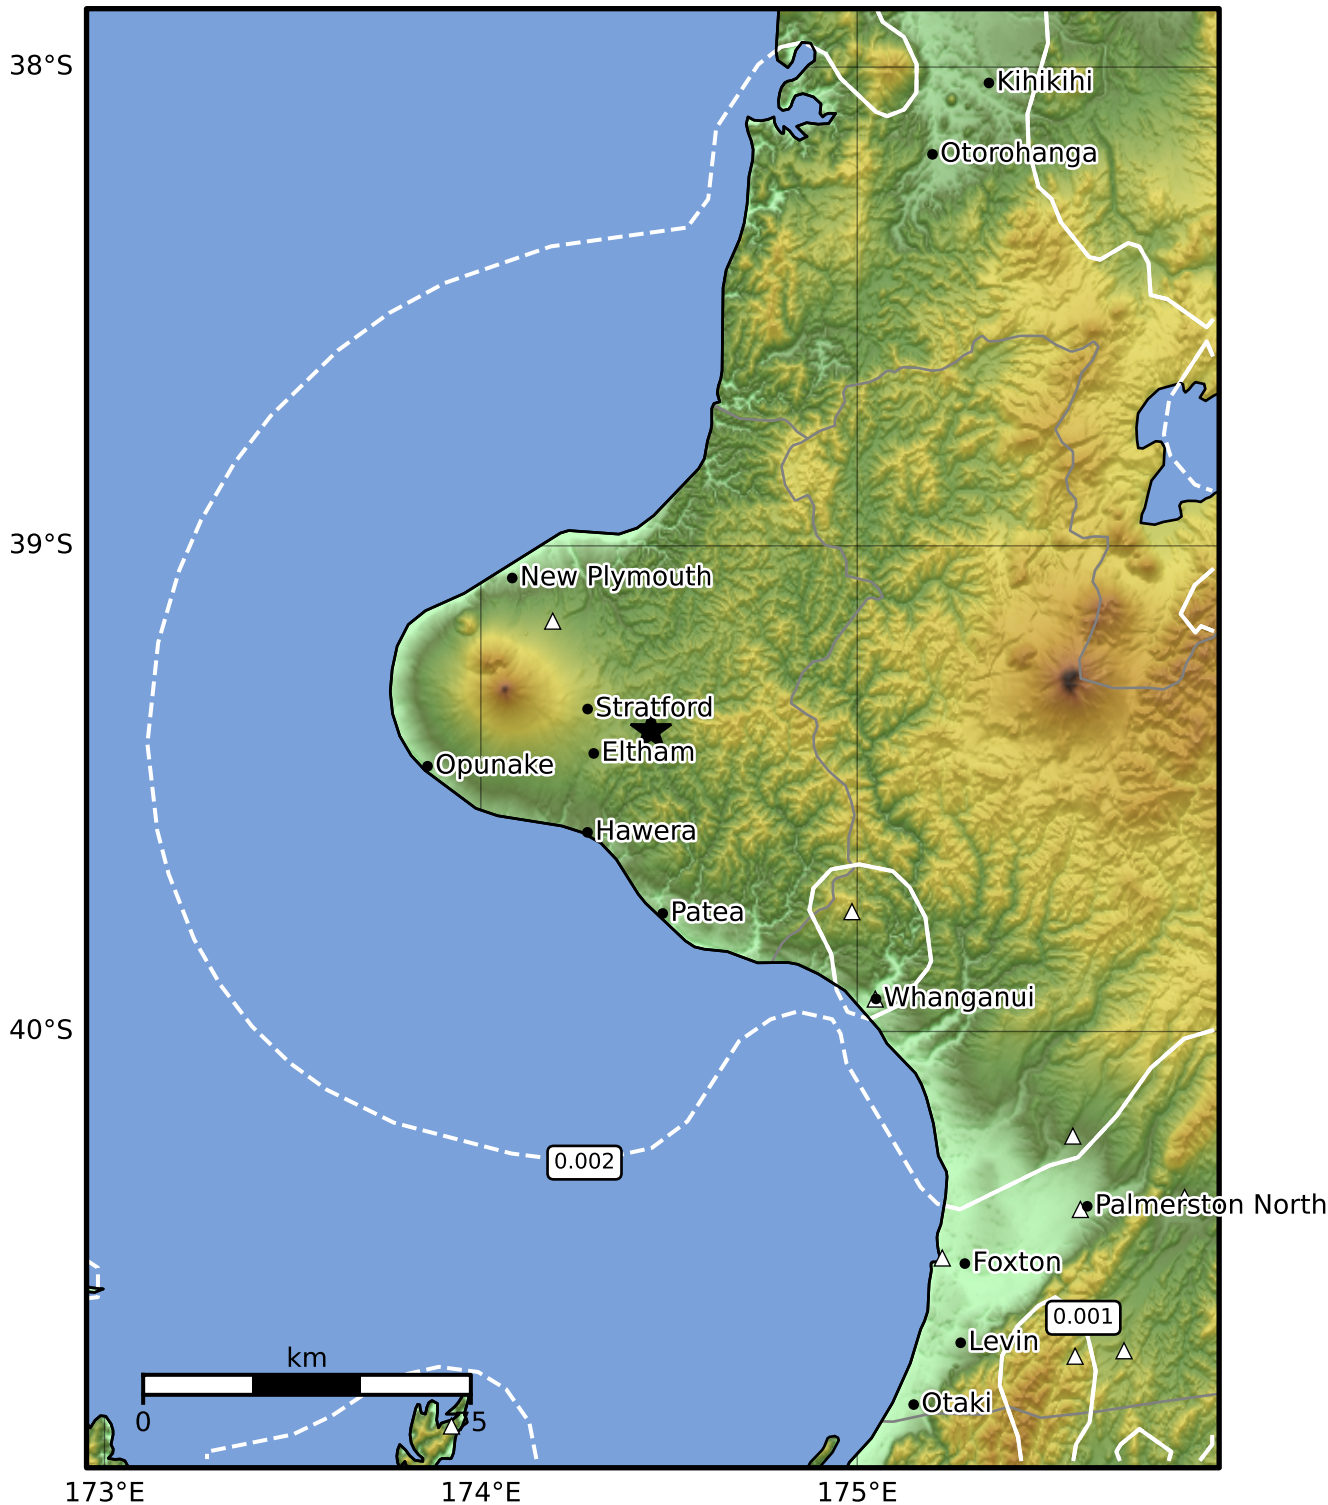 38°S
Kihikihi
Otorohanga
39°S
New Plymouth
Stratford
Eltham
Opunake
Hawera
Patea
Whanganui
40°S
0.002
Palmerston North
Foxton
0.001
Levin
km
Otaki
0
75
173°E
174°E
175°E